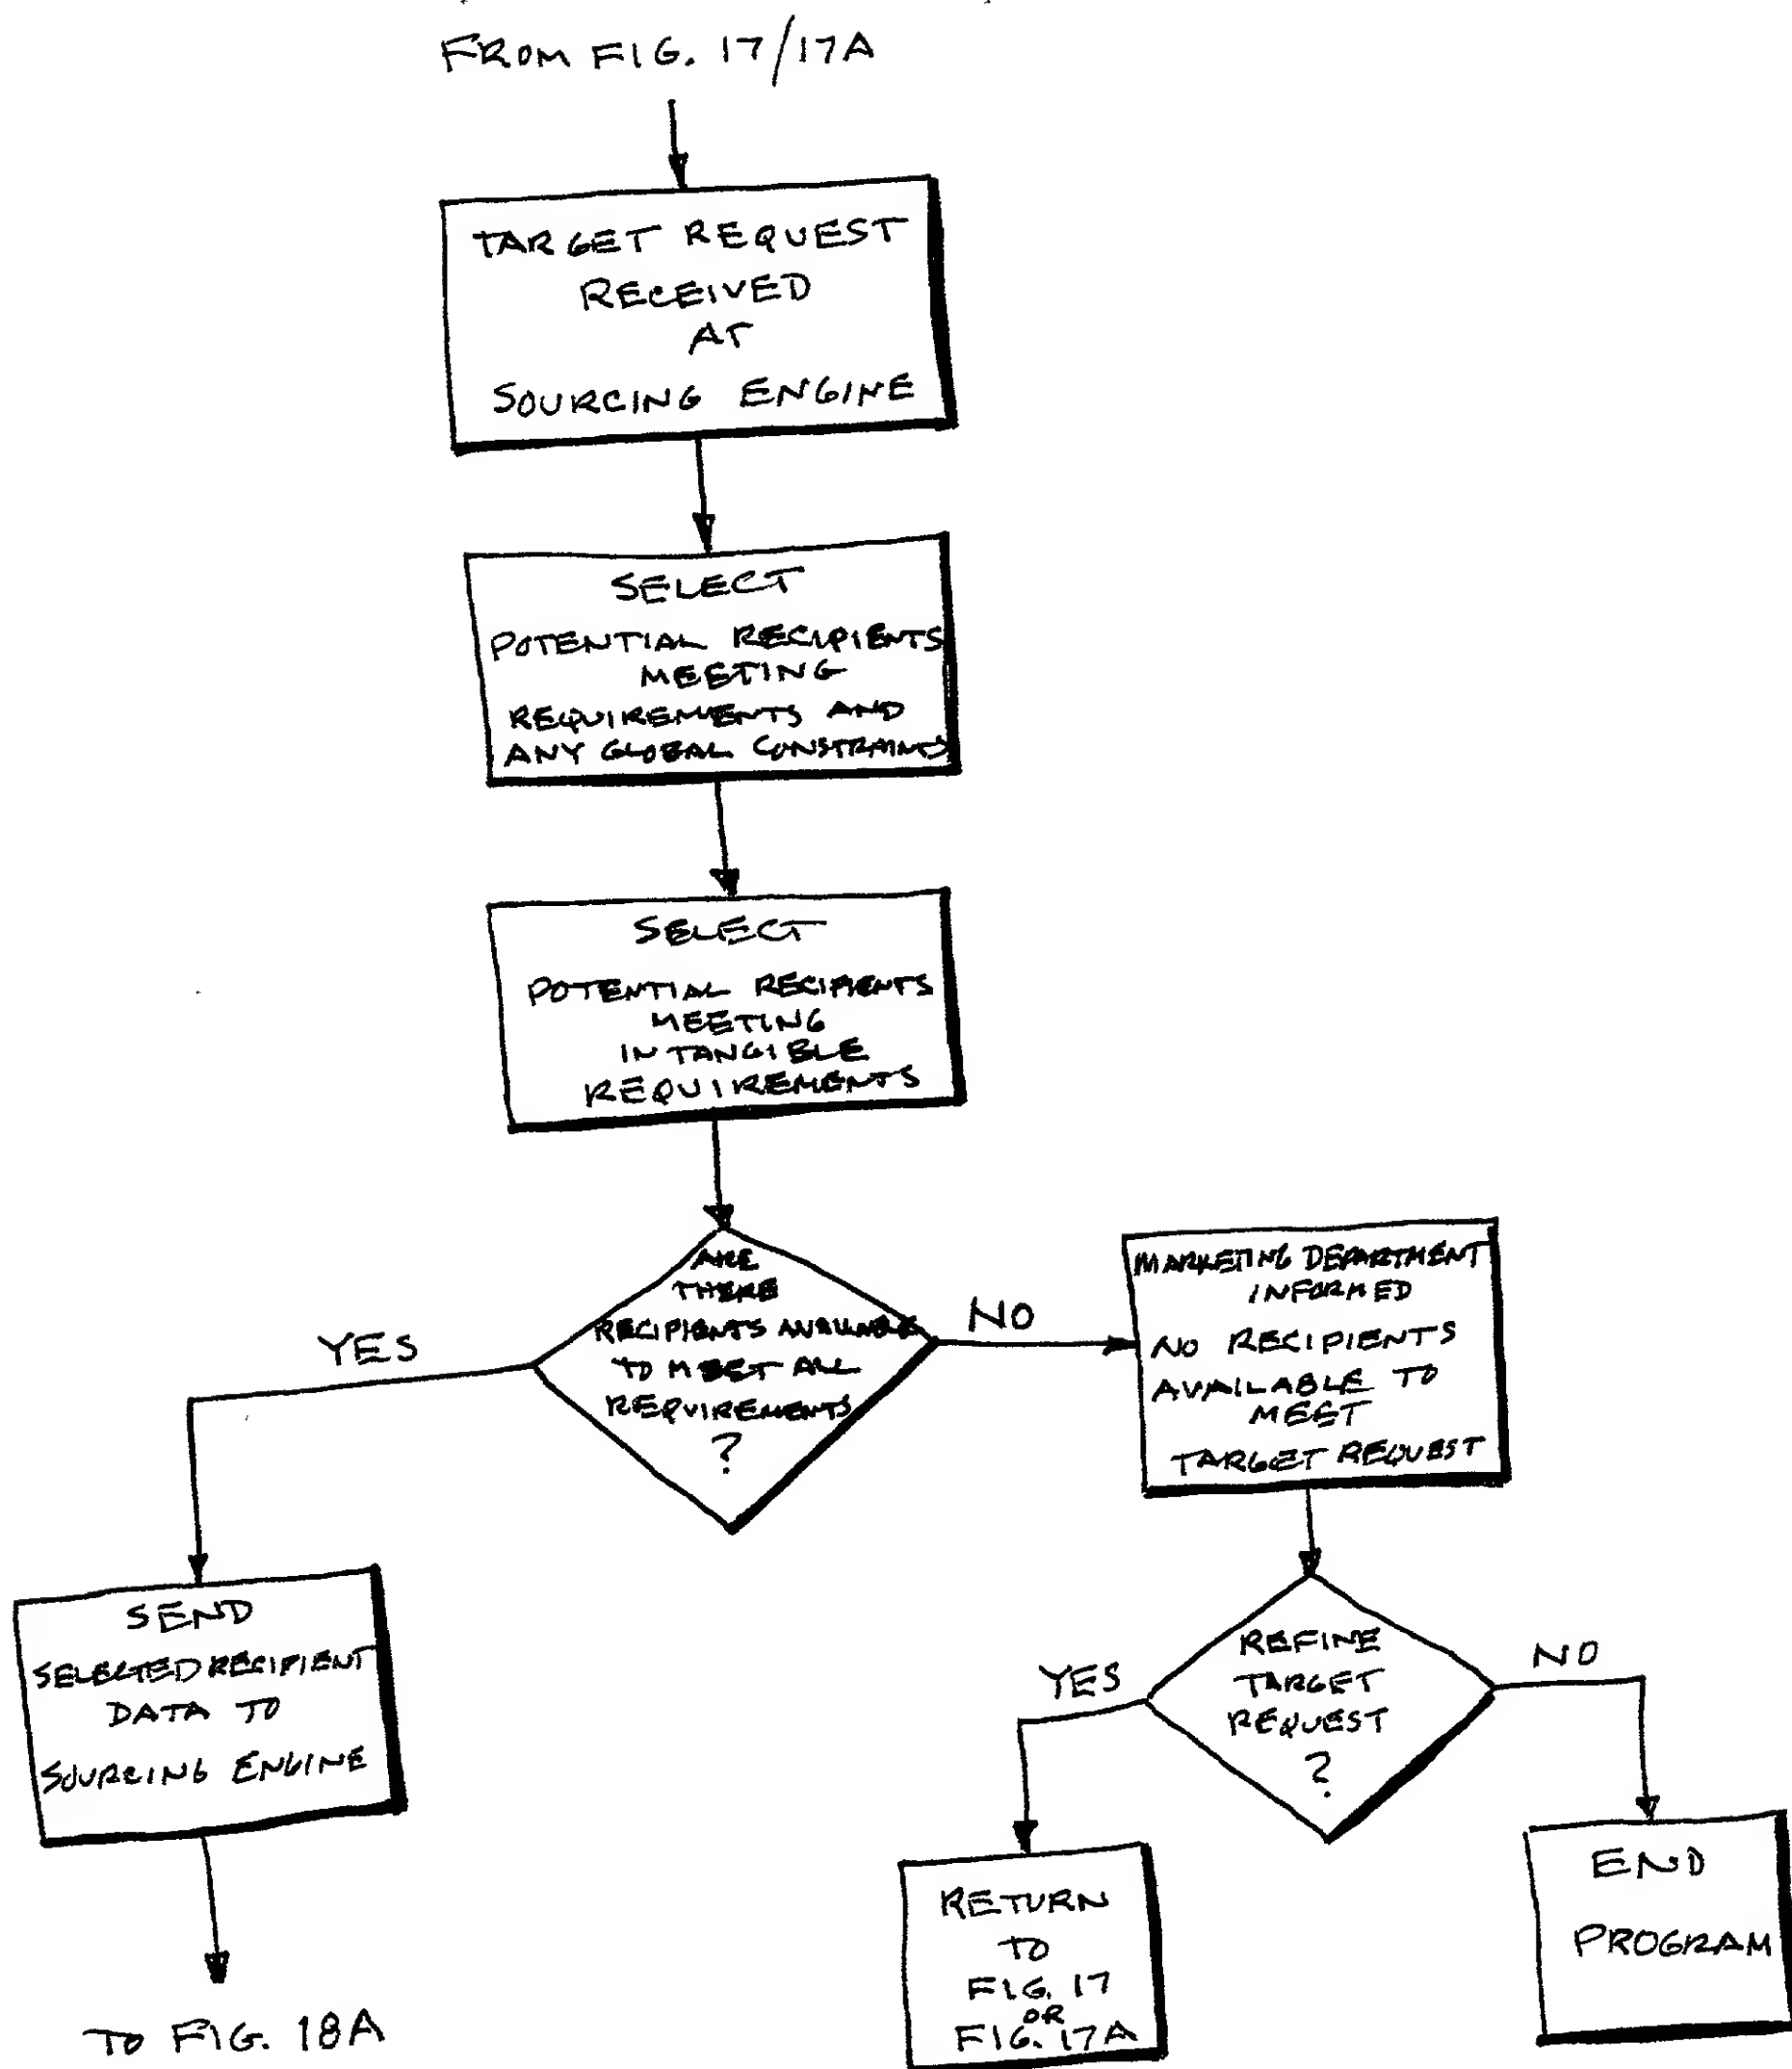 FROM FIG. 17/17A
TARGET REQUEST
RECEIVED
AT
SOURCING ENGINE
SELECT
POTENTIAL RECIPIENTS
MEETING
REQUIREMENTS AND
ANY GLOBAL CONSTRAINTS
SELECT
POTENTIAL RECIPIENTS
MEETING
INTANGIBLE
REQUIREMENTS
ARE
THERE
RECIPIENTS AVAILABLE
TO MEET ALL
REQUIREMENTS
?
YES
NO
MARKETING DEPARTMENT
INFORMED
NO RECIPIENTS
AVAILABLE TO
MEET
TARGET REQUEST
SEND
SELECTED RECIPIENT
DATA TO
SOURCING ENGINE
TO FIG. 18A
REFINE
TARGET
REQUEST
?
YES
NO
RETURN
TO
FIG. 17
OR
FIG. 17A
END
PROGRAM